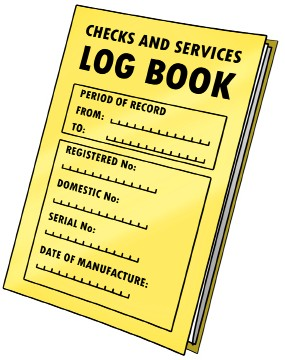 CHECKS AND SERVICES
LOG BOOK
PERIOD OF RECORD
FROM:
TO:
REGISTERED No:
DOMESTIC No:
SERIAL No:
DATE OF MANUFACTURE: